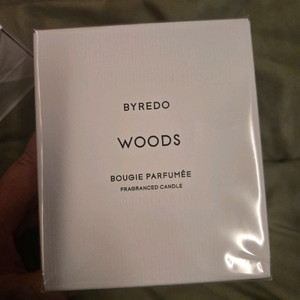 BYREDO
WOODS
BOUGIE PARFUMÉE
FRAGRANCED CANDLE